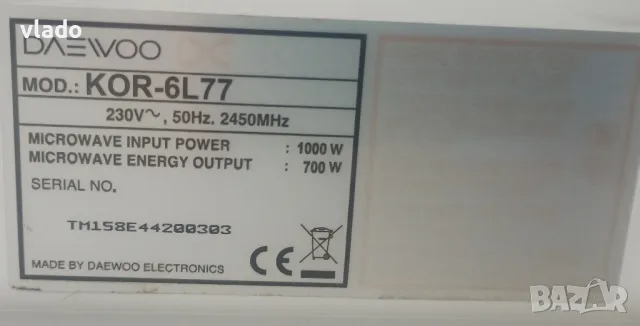 vlado
DAEWOO
MOD.: KOR-6L77
230V~, 50Hz. 2450MHz
MICROWAVE INPUT POWER : 1000 W
MICROWAVE ENERGY OUTPUT : 700 W
SERIAL NO.
TM158E44200303
MADE BY DAEWOO ELECTRONICS CE
BAZAR